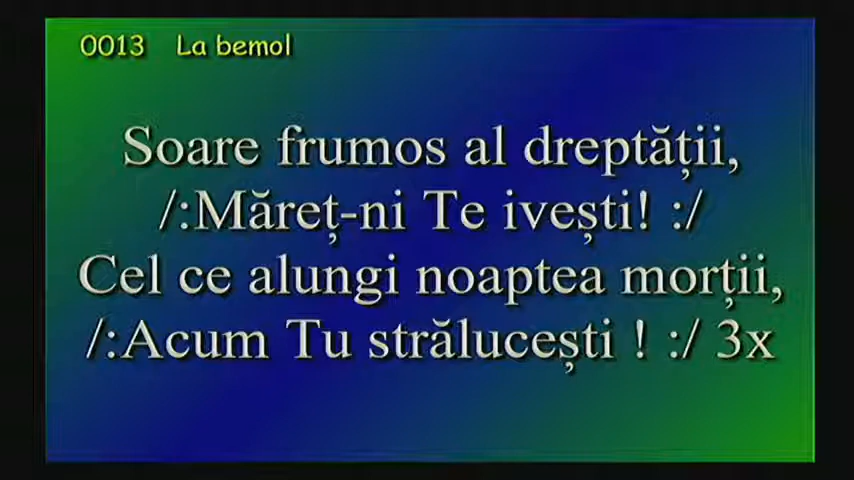 0013 La bemol
Soare frumos al dreptății,
/:Măreț-ni Te ivești! :/
Cel ce alungi noaptea morții,
/:Acum Tu strălucești ! :/ 3x